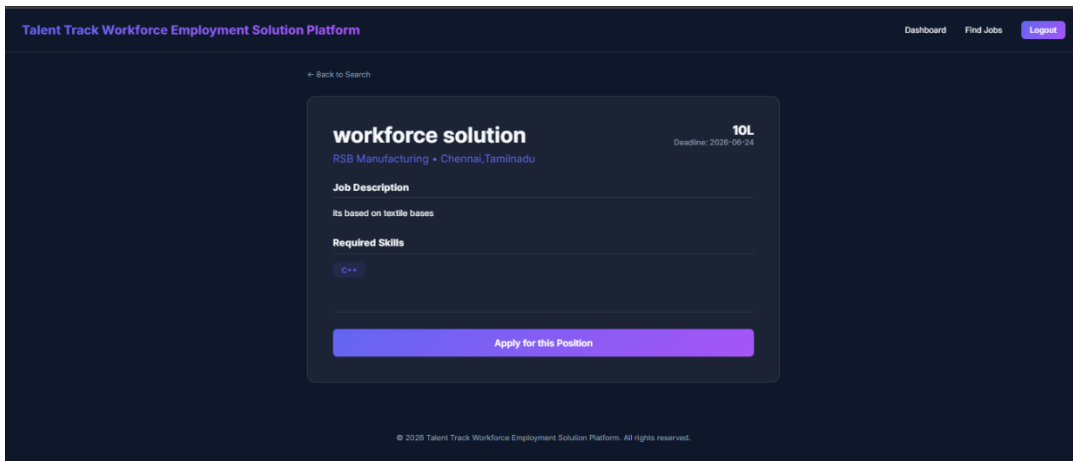 Talent Track Workforce Employment Solution Platform
Dashboard Find Jobs Logout
← Back to Search
workforce solution
10L
Deadline: 2026-06-24
RSB Manufacturing • Chennai,Tamilnadu
Job Description
its based on textile bases
Required Skills
C++
Apply for this Position
© 2026 Talent Track Workforce Employment Solution Platform. All rights reserved.